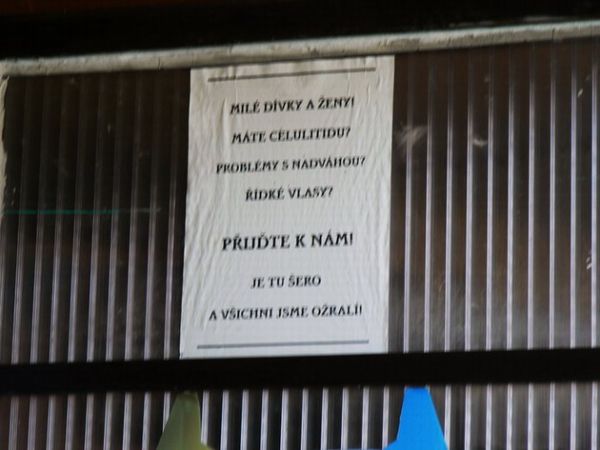 MILÉ DÍVKY A ŽENY!
MÁTE CELULITIDU?
PROBLÉMY S NADVÁHOU?
ŘÍDKÉ VLASY?
PŘIJĎTE K NÁM!
JE TU ŠERO
A VŠICHNI JSME OŽRALÍ!